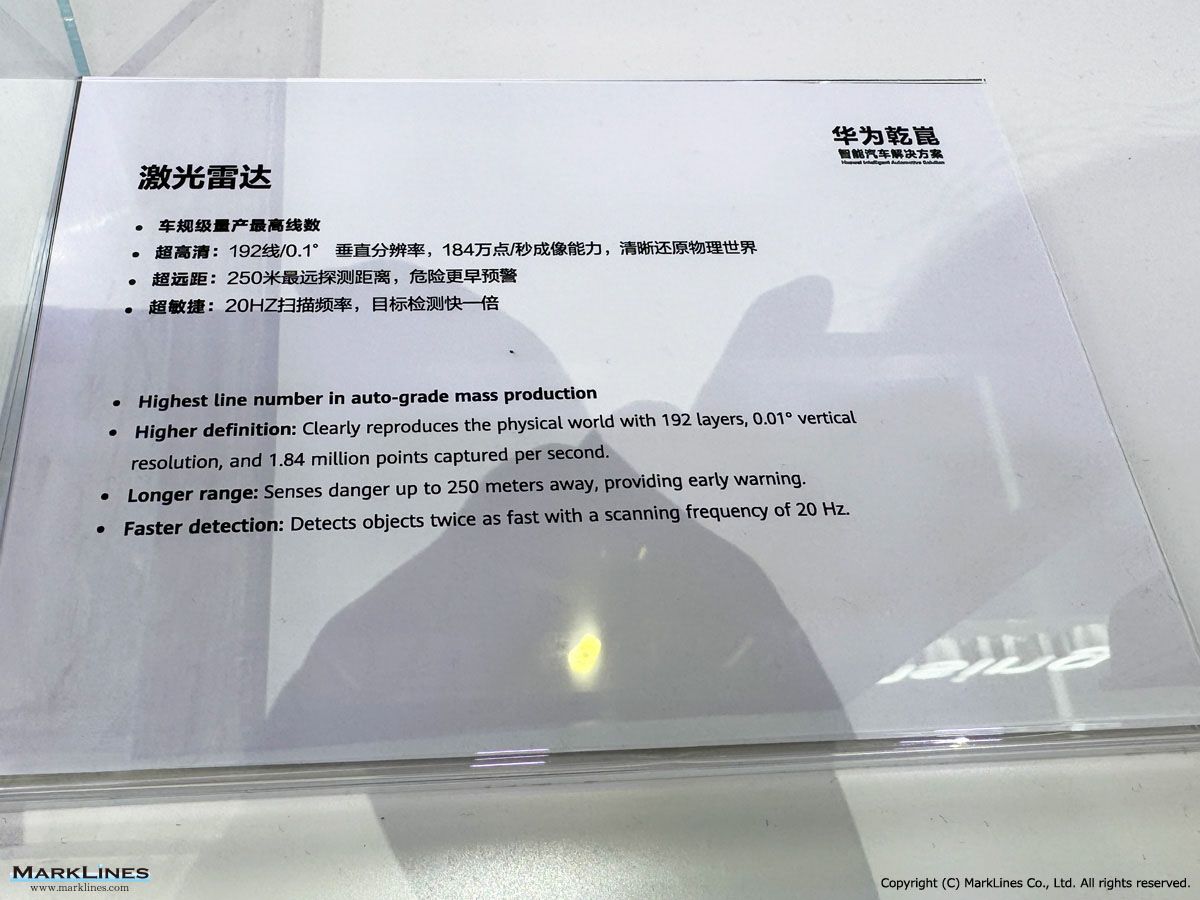 华为乾崑
智能汽车解决方案
Huawei Intelligent Automotive Solution
激光雷达
• 车规级量产最高线数
• 超高清：192线/0.1° 垂直分辨率，184万点/秒成像能力，清晰还原物理世界
• 超远距：250米最远探测距离，危险更早预警
• 超敏捷：20HZ扫描频率，目标检测快一倍
• Highest line number in auto-grade mass production
• Higher definition: Clearly reproduces the physical world with 192 layers, 0.01° vertical
resolution, and 1.84 million points captured per second.
• Longer range: Senses danger up to 250 meters away, providing early warning.
• Faster detection: Detects objects twice as fast with a scanning frequency of 20 Hz.
MARKLINES
www.marklines.com
Copyright (C) MarkLines Co., Ltd. All rights reserved.